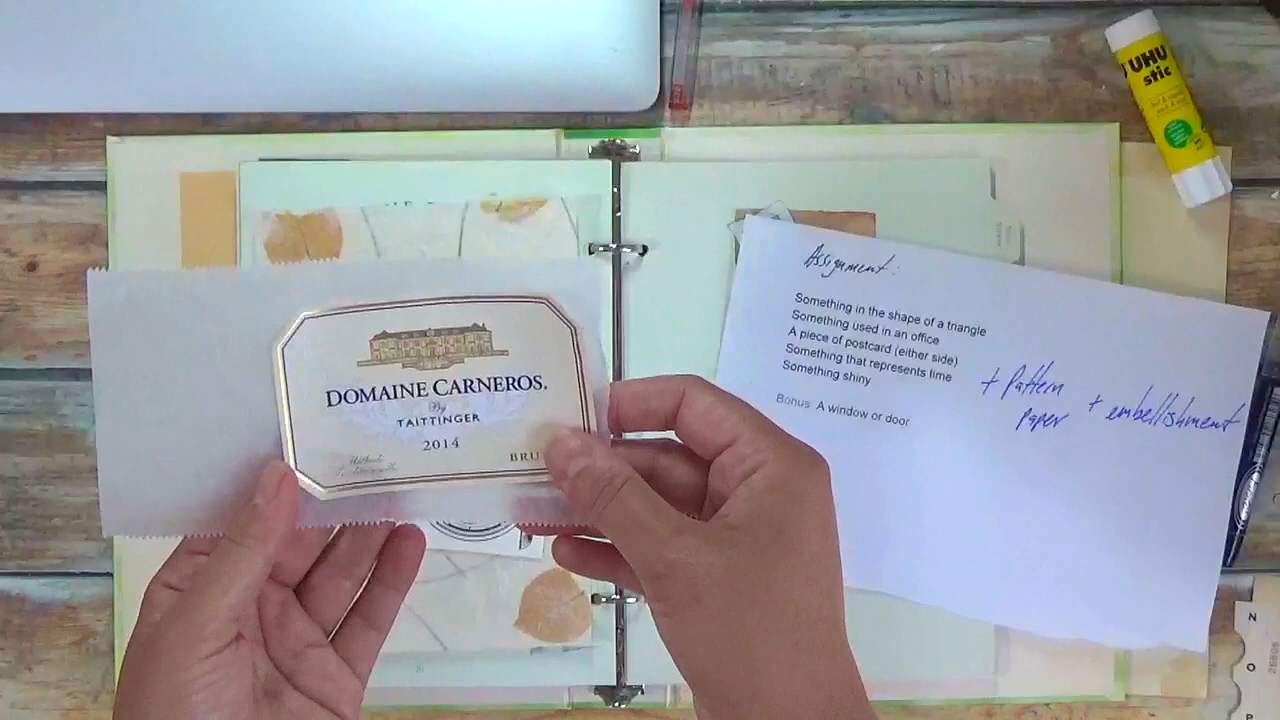 UHU
stic
Assignment:
Something in the shape of a triangle
Something used in an office
A piece of postcard (either side)
Something that represents time
Something shiny
Bonus: A window or door
+ Pattern
Paper
+ embellishment
DOMAINE CARNEROS.
By
TAITTINGER
2014
BRU
N
O
P